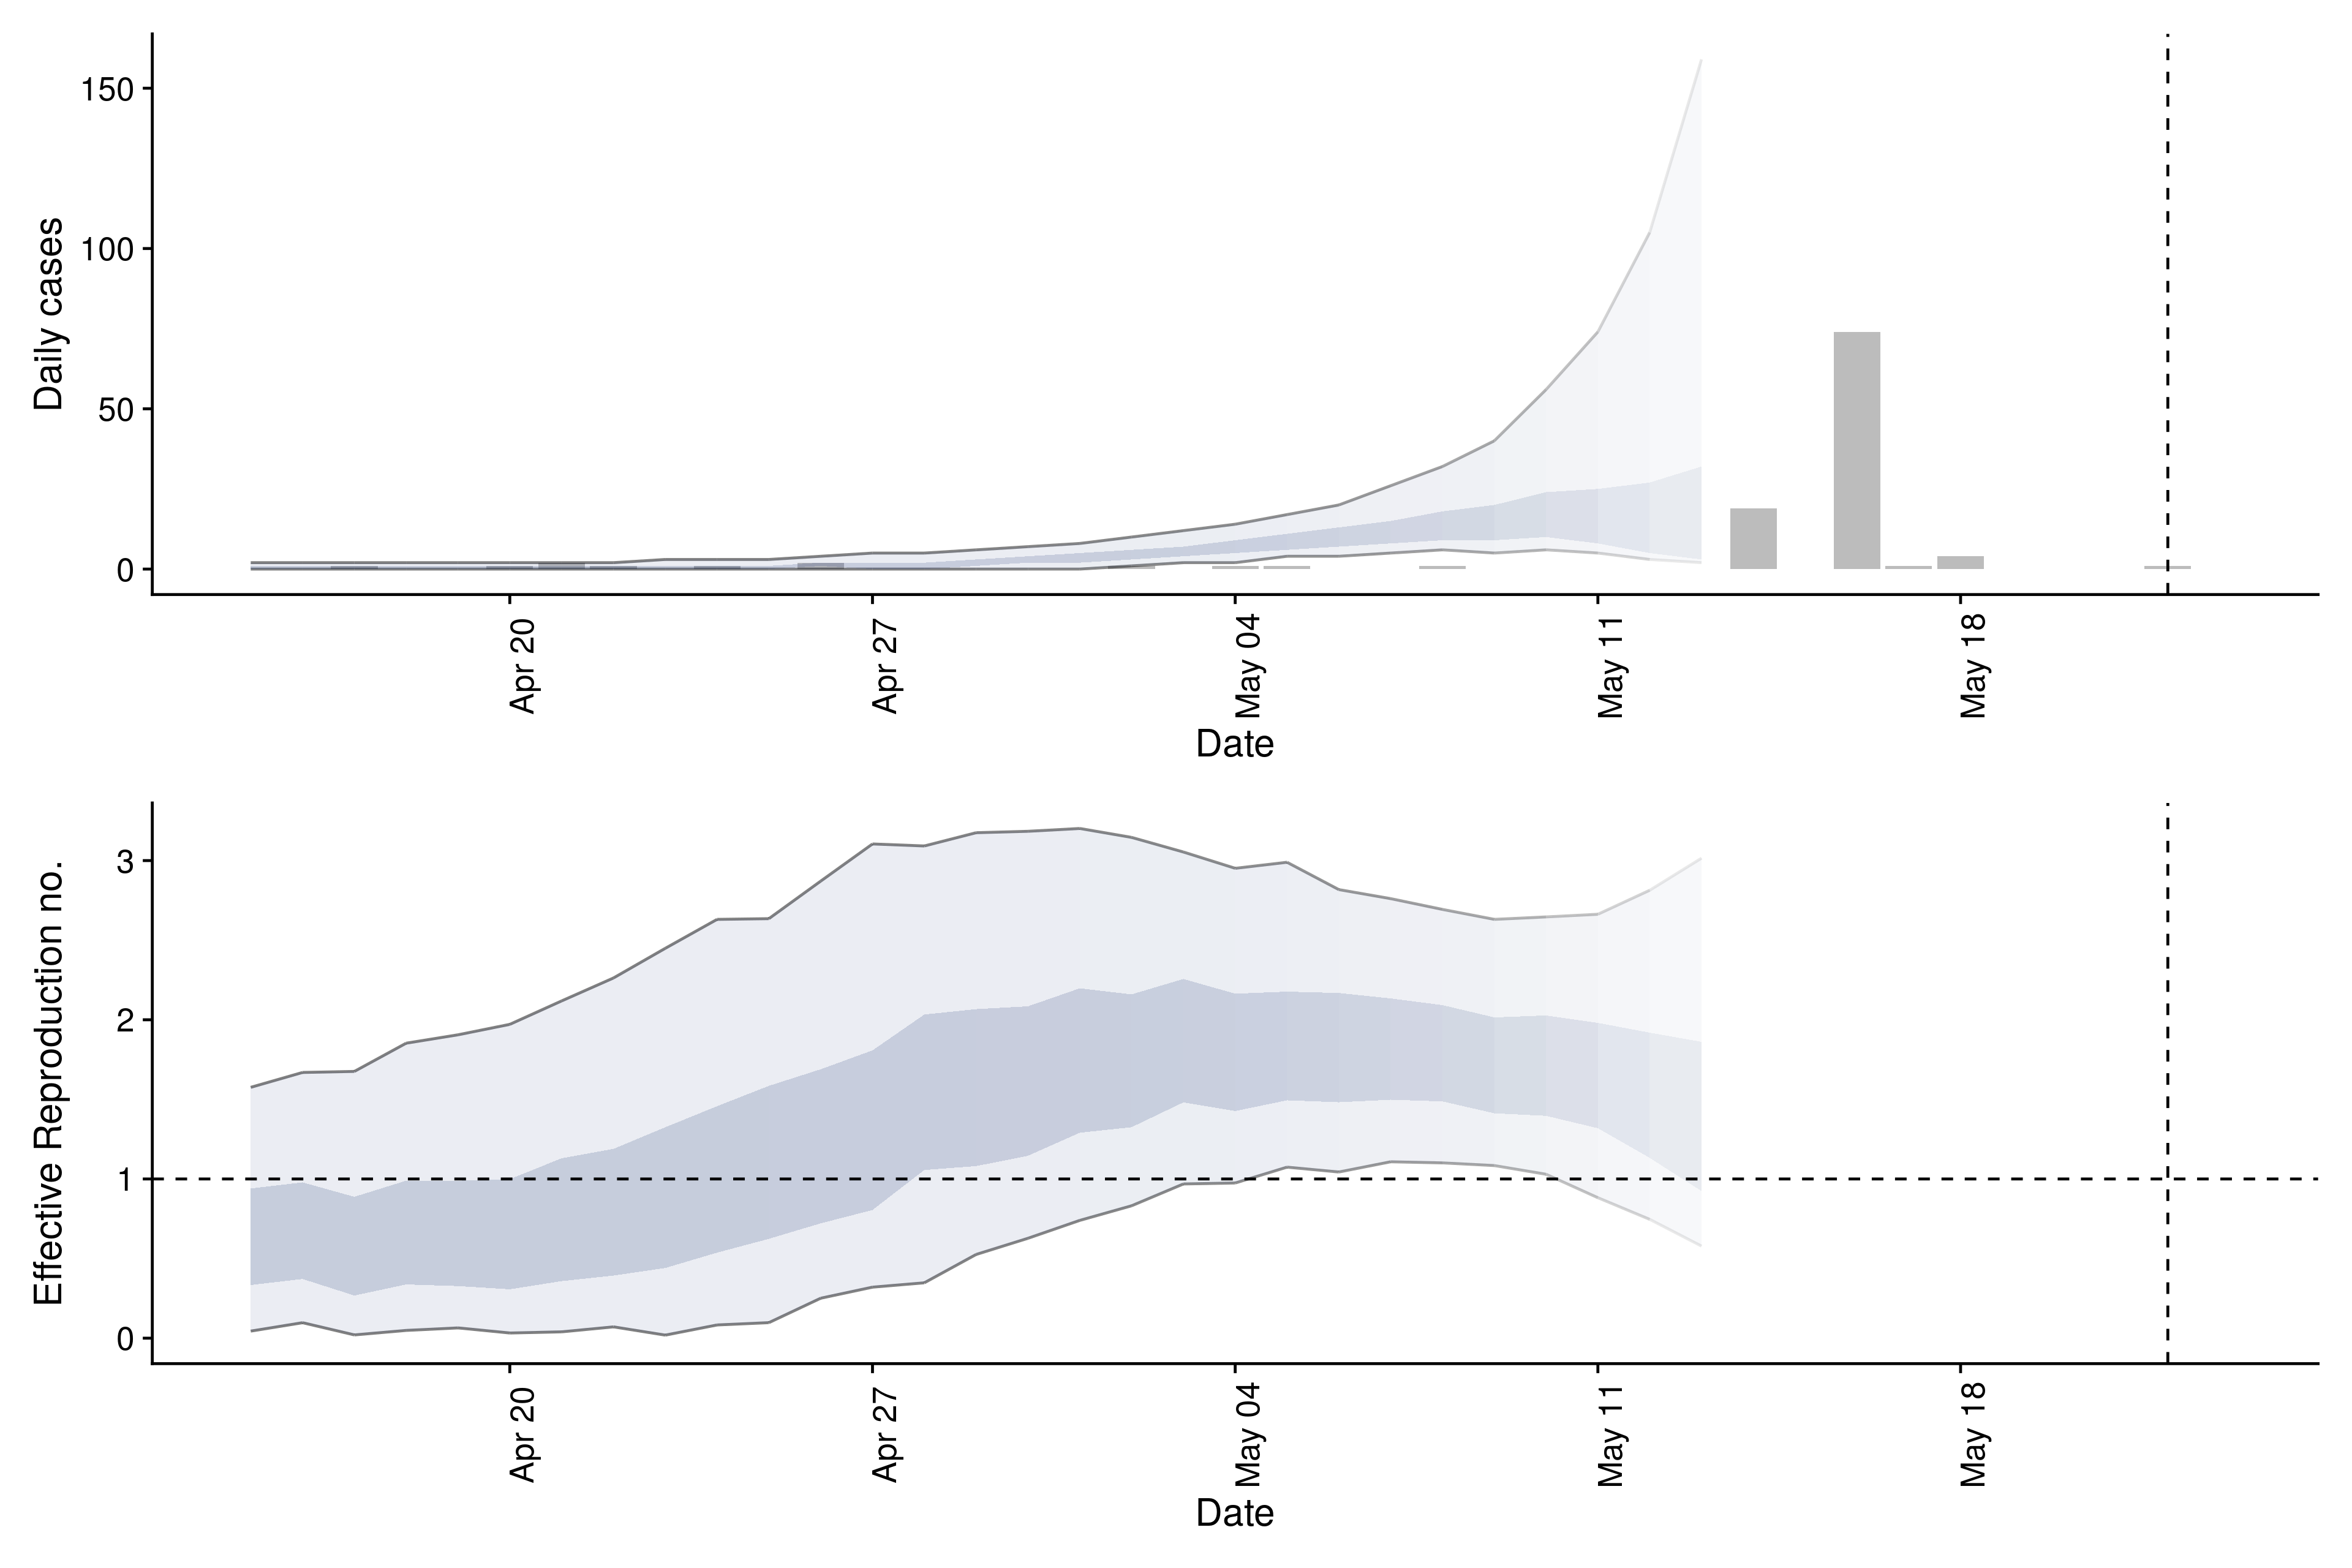 Daily cases
150
100
50
0
Apr 20
Apr 27
May 04
May 11
May 18
Date
Effective Reproduction no.
3
2
1
0
Apr 20
Apr 27
May 04
May 11
May 18
Date